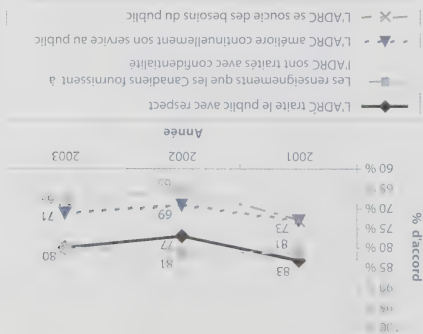 % d'accord
85 %
80 %
75 %
70 %
60 %
83
81
81
77
80
73
69
71
2001
2002
2003
Année
L'ADRC traite le public avec respect
Les renseignements que les Canadiens fournissent à
l'ADRC sont traités avec confidentialité
L'ADRC améliore continuellement son service au public
L'ADRC se soucie des besoins du public